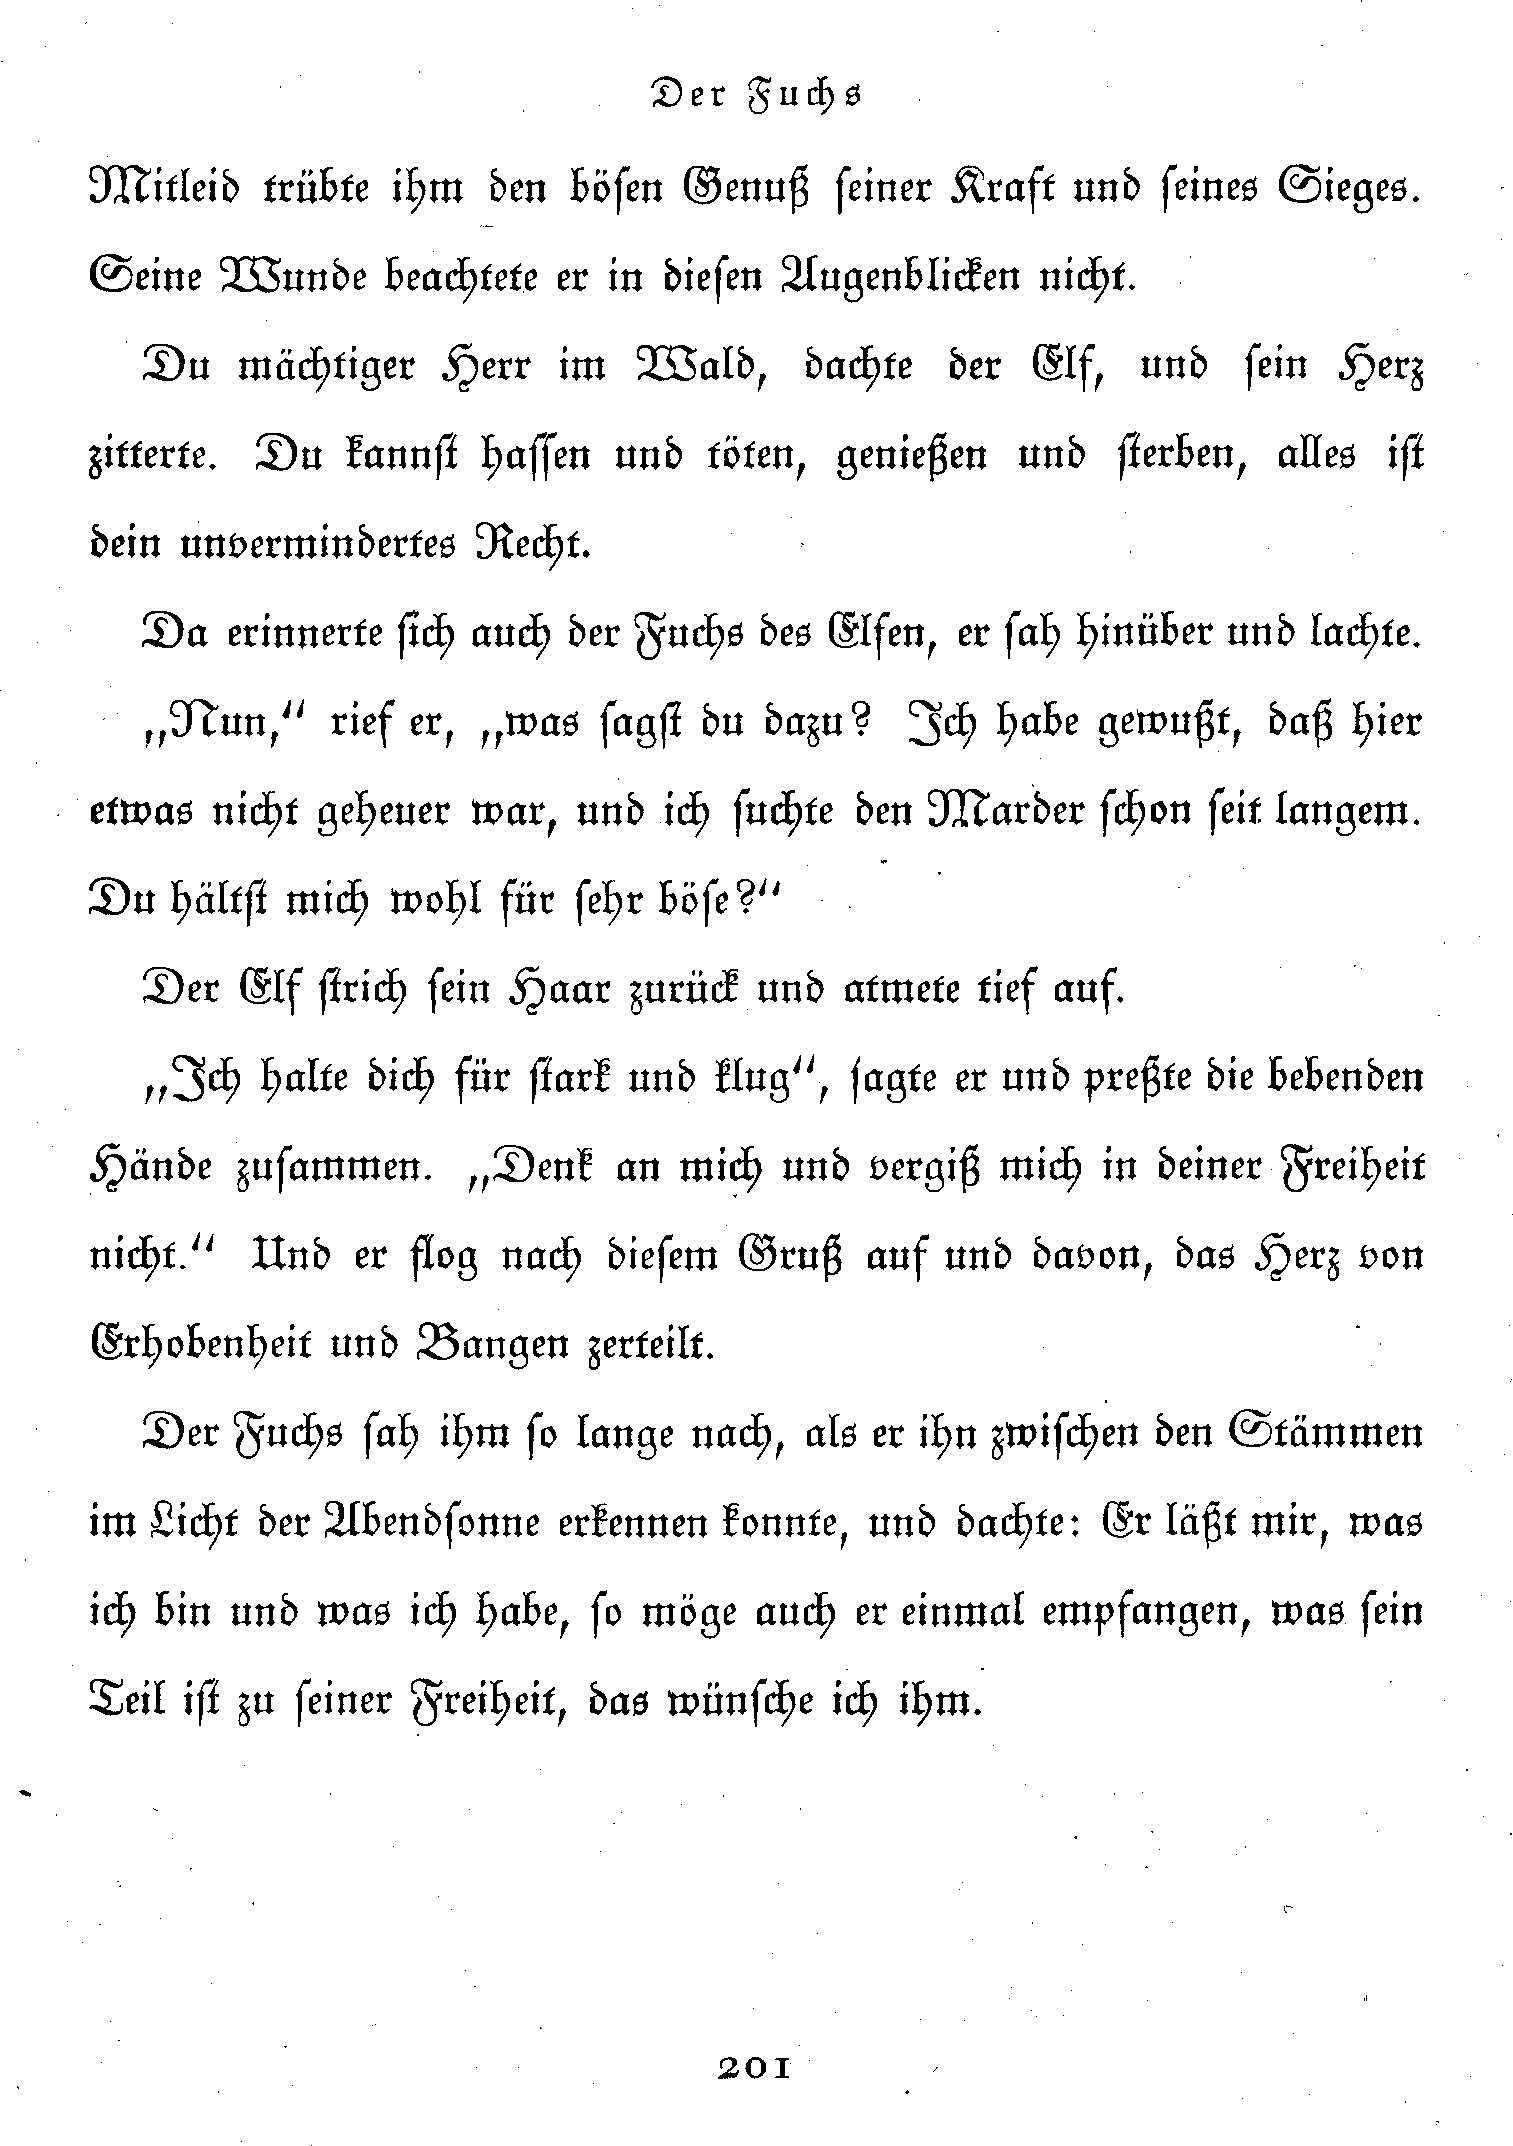 Der Fuchs
Mitleid trübte ihm den bösen Genuß seiner Kraft und seines Sieges.
Seine Wunde beachtete er in diesen Augenblicken nicht.
Du mächtiger Herr im Wald, dachte der Elf, und sein Herz
zitterte. Du kannst hassen und töten, genießen und sterben, alles ist
dein unvermindertes Recht.
Da erinnerte sich auch der Fuchs des Elfen, er sah hinüber und lachte.
„Nun,“ rief er, „was sagst du dazu? Ich habe gewußt, daß hier
etwas nicht geheuer war, und ich suchte den Marder schon seit langem.
Du hältst mich wohl für sehr böse?“
Der Elf strich sein Haar zurück und atmete tief auf.
„Ich halte dich für stark und klug“, sagte er und preßte die bebenden
Hände zusammen. „Denk an mich und vergiß mich in deiner Freiheit
nicht.“ Und er flog nach diesem Gruß auf und davon, das Herz von
Erhobenheit und Bangen zerteilt.
Der Fuchs sah ihm so lange nach, als er ihn zwischen den Stämmen
im Licht der Abendsonne erkennen konnte, und dachte: Er läßt mir, was
ich bin und was ich habe, so möge auch er einmal empfangen, was sein
Teil ist zu seiner Freiheit, das wünsche ich ihm.
201